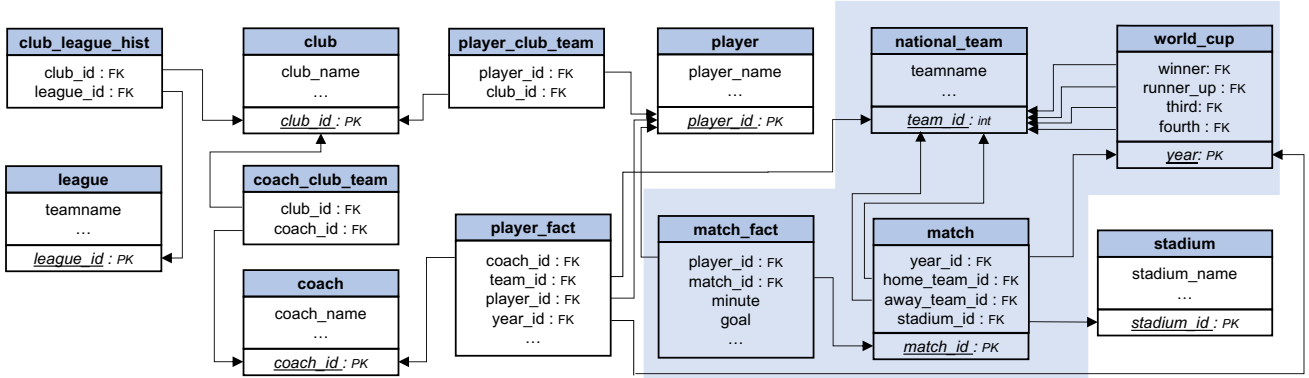 club_league_hist
club_id : FK
league_id : FK
club
club_name
...
club_id : PK
player_club_team
player_id : FK
club_id : FK
player
player_name
...
player_id : PK
national_team
teamname
...
team_id : int
world_cup
winner: FK
runner_up : FK
third: FK
fourth : FK
year: PK
league
teamname
...
league_id : PK
coach_club_team
club_id : FK
coach_id : FK
coach
coach_name
...
coach_id : PK
player_fact
coach_id : FK
team_id : FK
player_id : FK
year_id : FK
...
match_fact
player_id : FK
match_id : FK
minute
goal
...
match
year_id : FK
home_team_id : FK
away_team_id : FK
stadium_id : FK
match_id : PK
stadium
stadium_name
...
stadium_id : PK